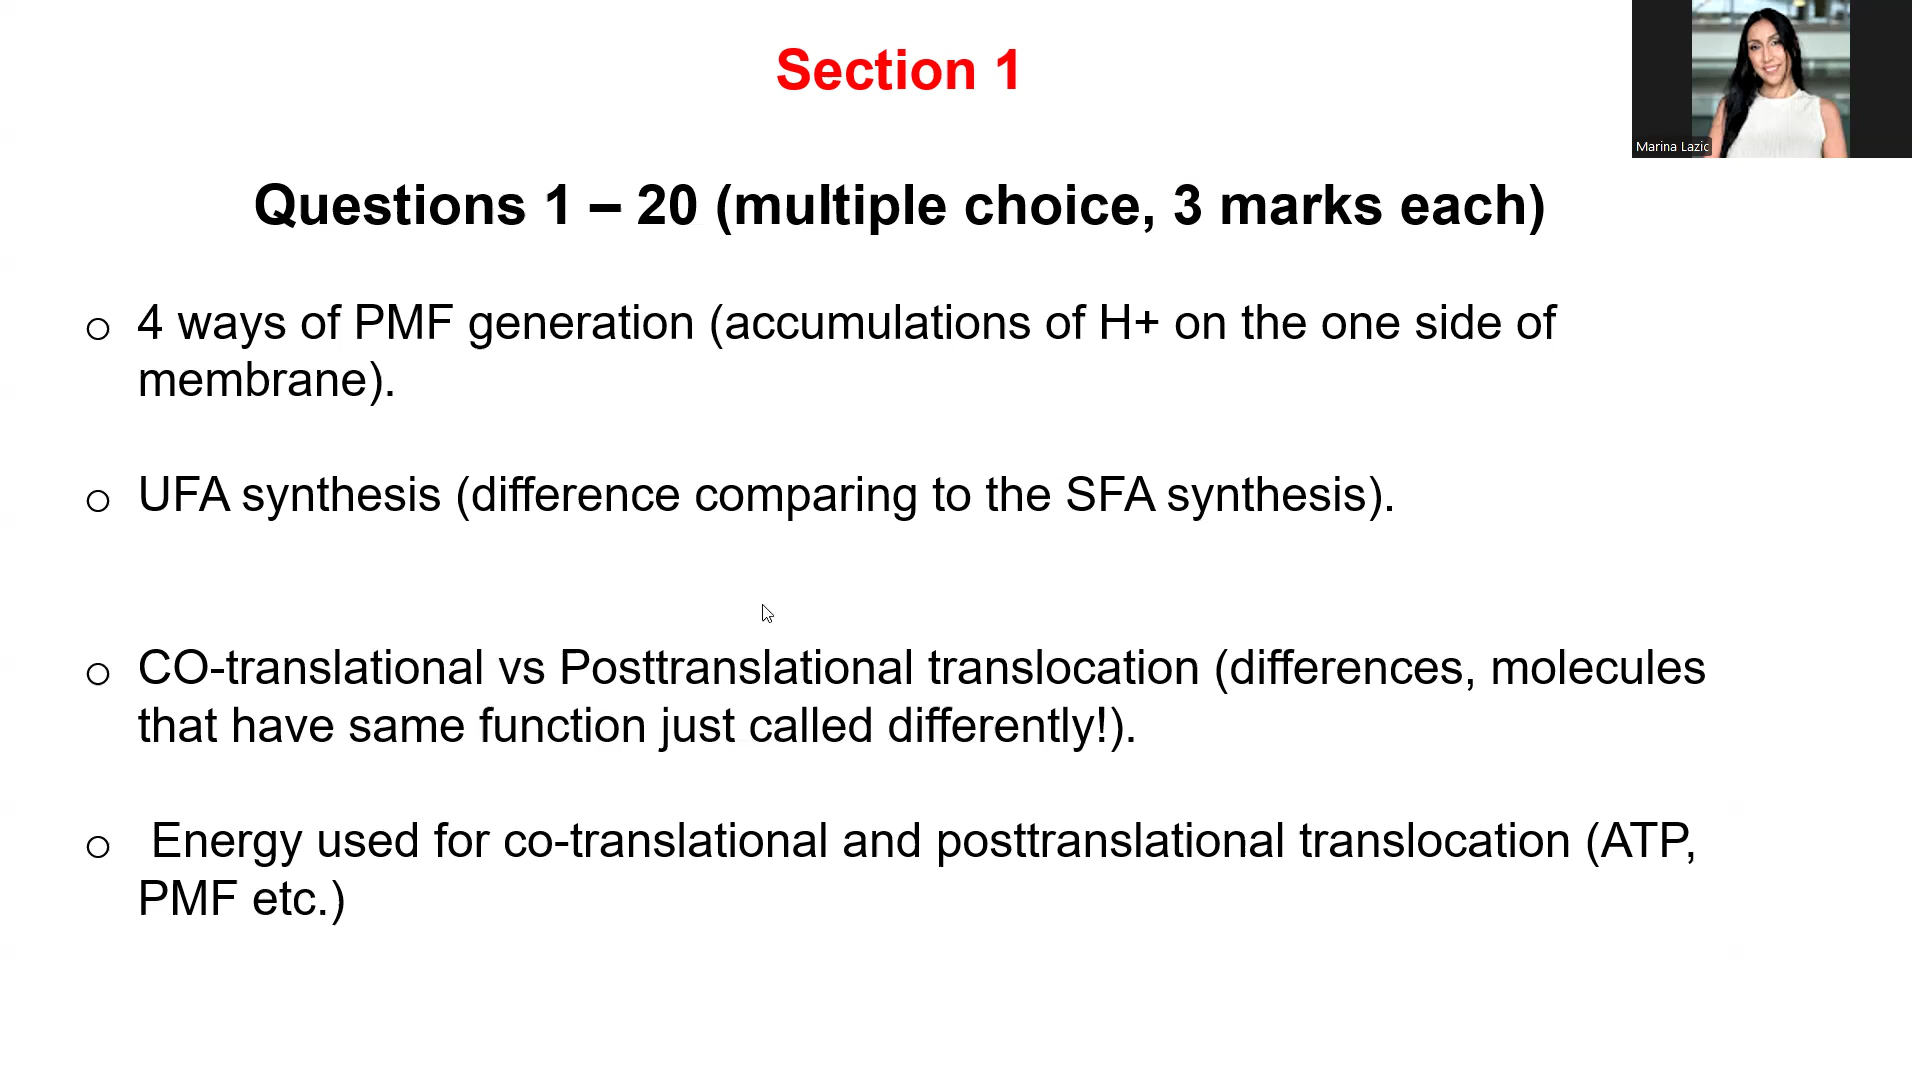 Section 1
Marina Lazic
Questions 1 – 20 (multiple choice, 3 marks each)
o 4 ways of PMF generation (accumulations of H+ on the one side of
membrane).
o UFA synthesis (difference comparing to the SFA synthesis).
o CO-translational vs Posttranslational translocation (differences, molecules
that have same function just called differently!).
o Energy used for co-translational and posttranslational translocation (ATP,
PMF etc.)